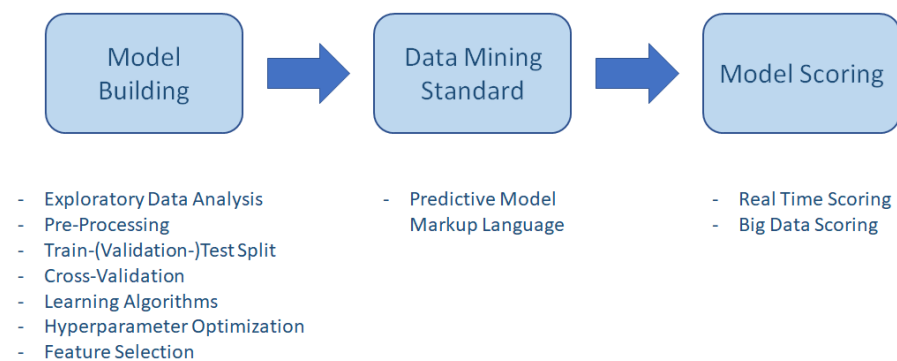 Model
Building
Data Mining
Standard
Model Scoring
- Exploratory Data Analysis
- Pre-Processing
- Train-(Validation-)Test Split
- Cross-Validation
- Learning Algorithms
- Hyperparameter Optimization
- Feature Selection
- Predictive Model
Markup Language
- Real Time Scoring
- Big Data Scoring